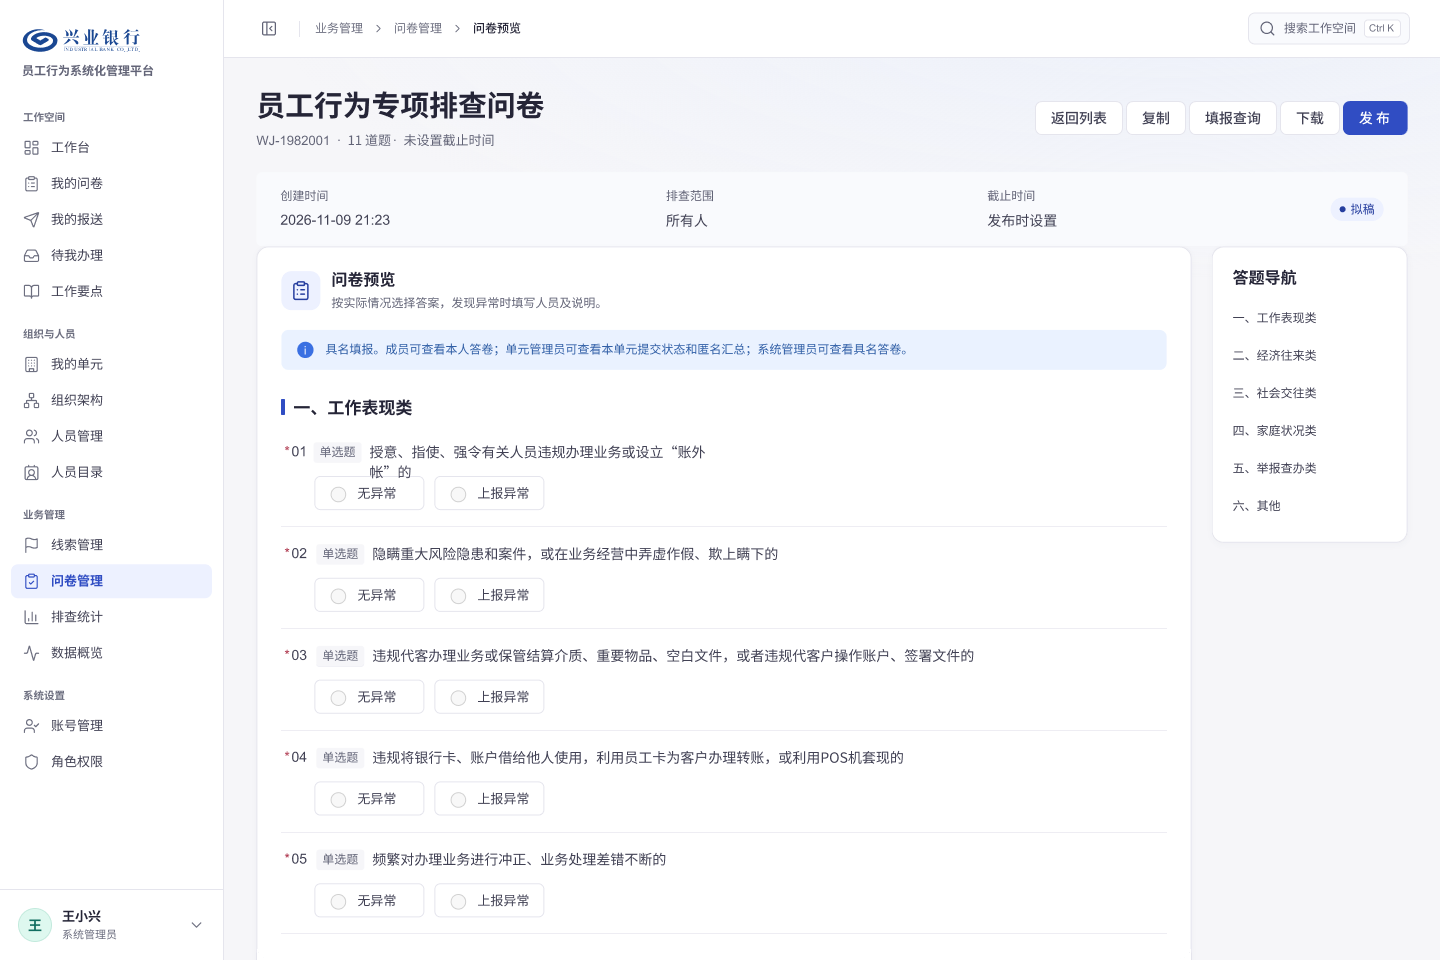 兴业银行
INDUSTRIAL BANK CO.,LTD.
员工行为系统化管理平台
工作空间
工作台
我的问卷
我的报送
待我办理
工作要点
组织与人员
我的单元
组织架构
人员管理
人员目录
业务管理
线索管理
问卷管理
排查统计
数据概览
系统设置
账号管理
角色权限
王
王小兴
系统管理员
业务管理 > 问卷管理 > 问卷预览
搜索工作空间 Ctrl K
员工行为专项排查问卷
WJ-1982001 · 11 道题 · 未设置截止时间
返回列表 复制 填报查询 下载 发布
创建时间 排查范围 截止时间
2026-11-09 21:23 所有人 发布时设置
拟稿
问卷预览
按实际情况选择答案，发现异常时填写人员及说明。
具名填报。成员可查看本人答卷；单元管理员可查看本单元提交状态和匿名汇总；系统管理员可查看具名答卷。
一、工作表现类
*01 单选题 授意、指使、强令有关人员违规办理业务或设立“账外
帐”的
无异常 上报异常
*02 单选题 隐瞒重大风险隐患和案件，或在业务经营中弄虚作假、欺上瞒下的
无异常 上报异常
*03 单选题 违规代客办理业务或保管结算介质、重要物品、空白文件，或者违规代客户操作账户、签署文件的
无异常 上报异常
*04 单选题 违规将银行卡、账户借给他人使用，利用员工卡为客户办理转账，或利用POS机套现的
无异常 上报异常
*05 单选题 频繁对办理业务进行冲正、业务处理差错不断的
无异常 上报异常
答题导航
一、工作表现类
二、经济往来类
三、社会交往类
四、家庭状况类
五、举报查办类
六、其他